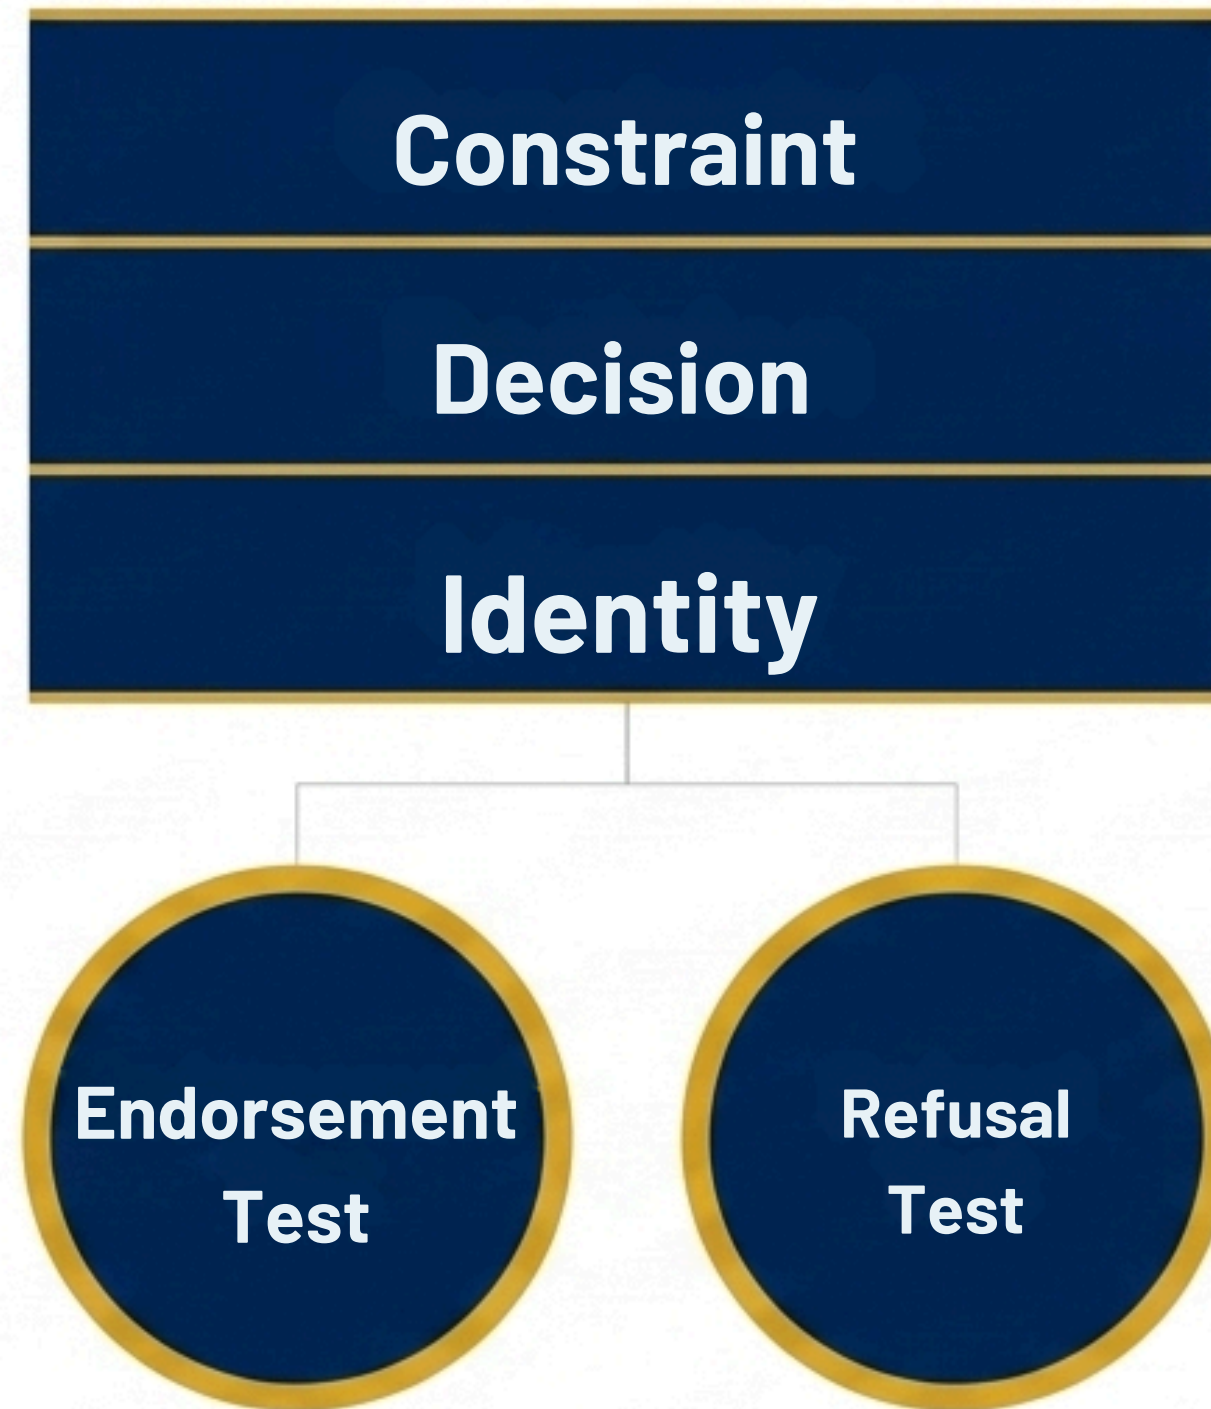 Constraint
Decision
Identity
Endorsement
Test
Refusal
Test